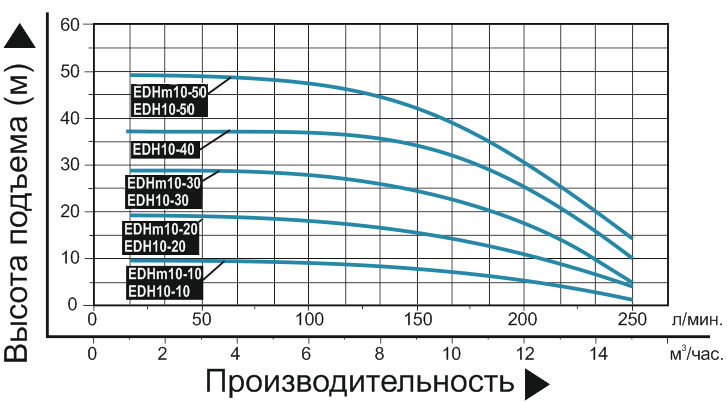 Высота подъема (м)
60
50
40
30
20
10
0
EDHm10-50
EDH10-50
EDH10-40
EDHm10-30
EDH10-30
EDHm10-20
EDH10-20
EDHm10-10
EDH10-10
0 50 100 150 200 250 л/мин.
0 2 4 6 8 10 12 14 м³/час.
Производительность